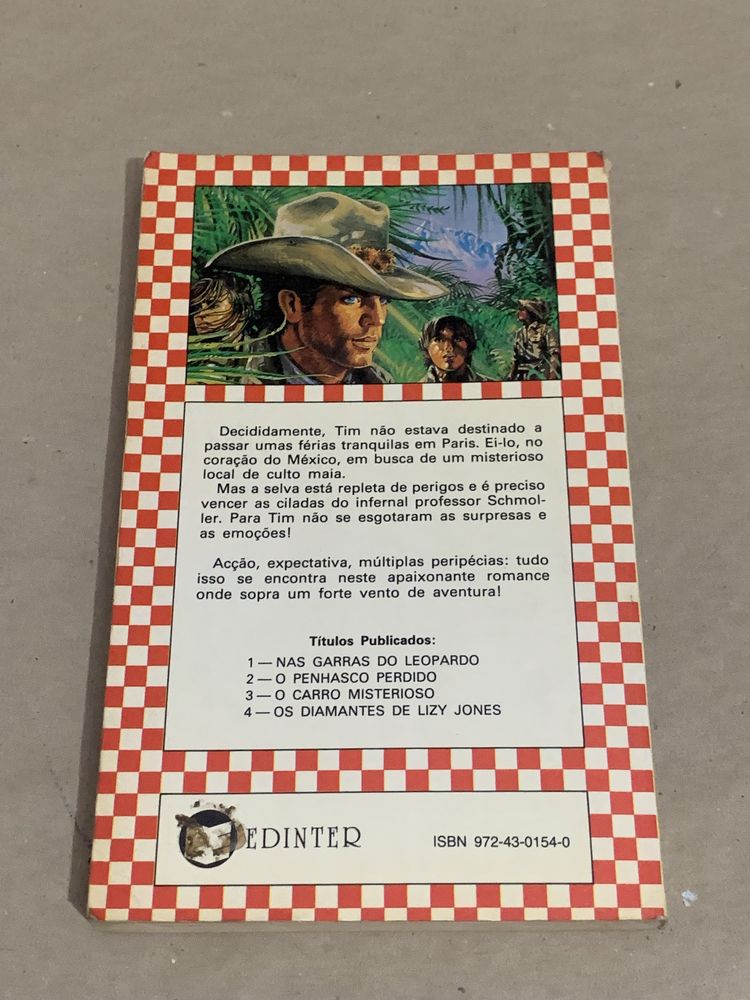 Decididamente, Tim não estava destinado a
passar umas férias tranquilas em Paris. Ei-lo, no
coração do México, em busca de um misterioso
local de culto maia.
Mas a selva está repleta de perigos e é preciso
vencer as ciladas do infernal professor Schmol-
ler. Para Tim não se esgotaram as surpresas e
as emoções!
Acção, expectativa, múltiplas peripécias: tudo
isso se encontra neste apaixonante romance
onde sopra um forte vento de aventura!
Títulos Publicados:
1 — NAS GARRAS DO LEOPARDO
2 — O PENHASCO PERDIDO
3 — O CARRO MISTERIOSO
4 — OS DIAMANTES DE LIZY JONES
EDINTER
ISBN 972-43-0154-0